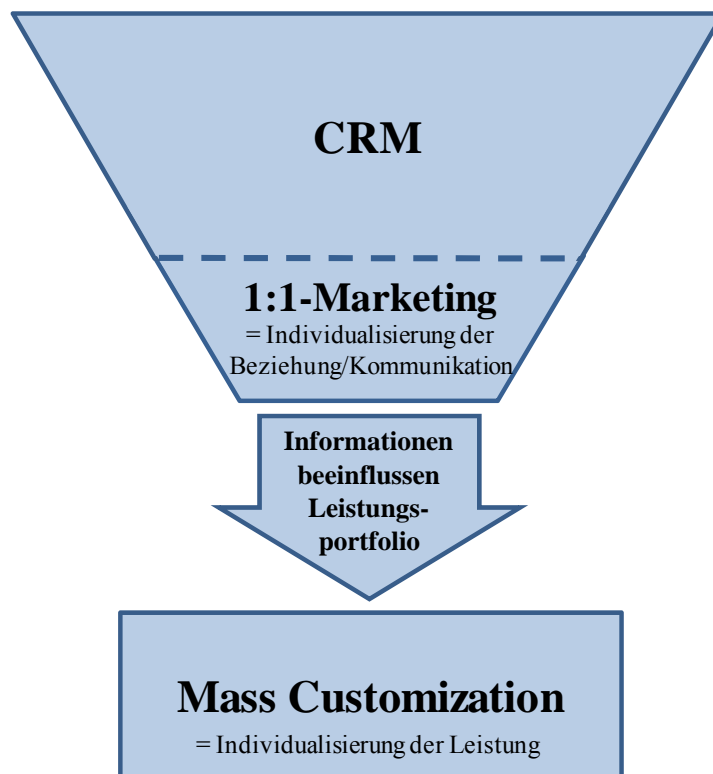 CRM
1:1-Marketing
= Individualisierung der
Beziehung/Kommunikation
Informationen
beeinflussen
Leistungs-
portfolio
Mass Customization
= Individualisierung der Leistung